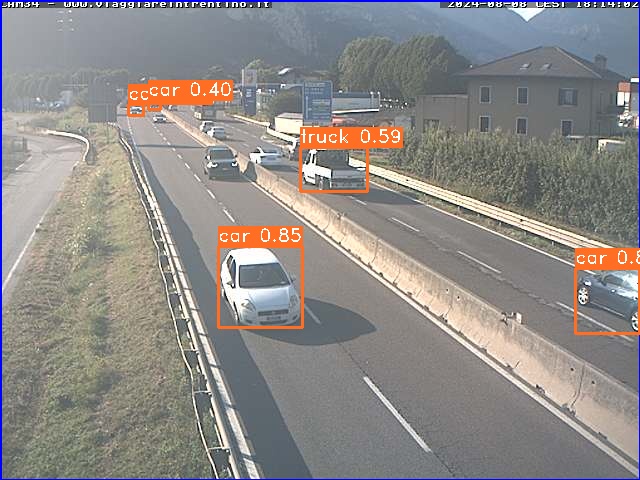 CAM34 - www.viaggiareintrentino.it
2024-08-08 CEST 18:14:02
car 0.40
truck 0.59
car 0.85
car 0.8